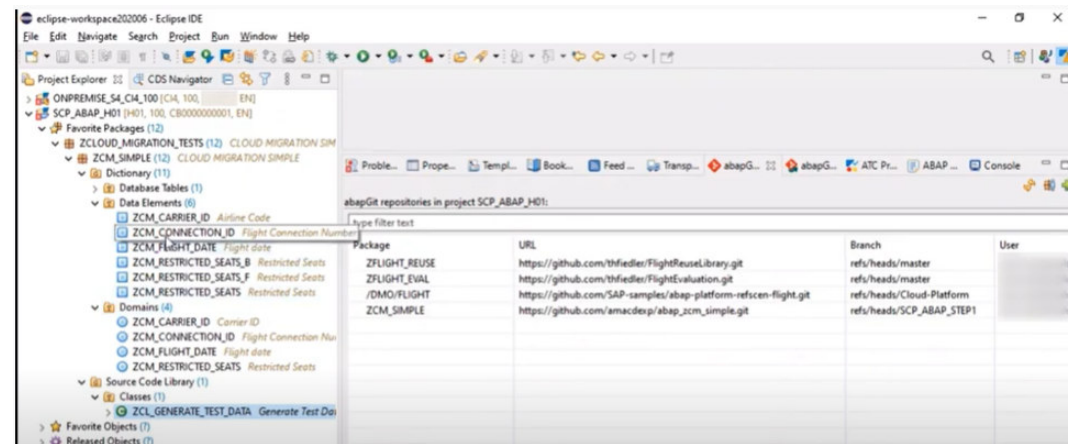 eclipse-workspace202006 - Eclipse IDE
File Edit Navigate Search Project Run Window Help
Project Explorer CDS Navigator
ONPREMISE_S4_CI4_100 [CI4, 100, EN]
SCP_ABAP_H01 [H01, 100, CB0000000001, EN]
Favorite Packages (12)
ZCLOUD_MIGRATION_TESTS (12) CLOUD MIGRATION SIM
ZCM_SIMPLE (12) CLOUD MIGRATION SIMPLE
Dictionary (11)
Database Tables (1)
Data Elements (6)
ZCM_CARRIER_ID Airline Code
ZCM_CONNECTION_ID Flight Connection Number
ZCM_FLIGHT_DATE Flight date
ZCM_RESTRICTED_SEATS_B Restricted Seats
ZCM_RESTRICTED_SEATS_F Restricted Seats
ZCM_RESTRICTED_SEATS Restricted Seats
Domains (4)
ZCM_CARRIER_ID Carrier ID
ZCM_CONNECTION_ID Flight Connection Nu
ZCM_FLIGHT_DATE Flight date
ZCM_RESTRICTED_SEATS Restricted Seats
Source Code Library (1)
Classes (1)
ZCL_GENERATE_TEST_DATA Generate Test Da
Favorite Objects (?)
Released Objects (?)
Proble... Prope... Templ... Book... Feed ... Transp... abapG... abapG... ATC Pr... ABAP ... Console
abapGit repositories in project SCP_ABAP_H01:
type filter text
Package URL Branch User
ZFLIGHT_REUSE https://github.com/thfiedler/FlightReuseLibrary.git refs/heads/master
ZFLIGHT_EVAL https://github.com/thfiedler/FlightEvaluation.git refs/heads/master
/DMO/FLIGHT https://github.com/SAP-samples/abap-platform-refscen-flight.git refs/heads/Cloud-Platform
ZCM_SIMPLE https://github.com/amacdexp/abap_zcm_simple.git refs/heads/SCP_ABAP_STEP1